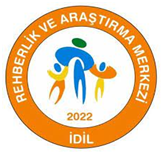 REHBERLİK VE ARAŞTIRMA MERKEZİ
2022
İDİL